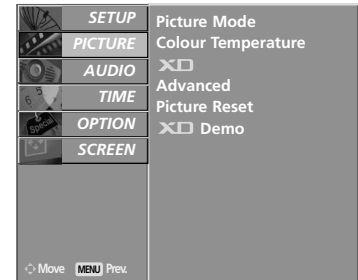 SETUP
PICTURE
AUDIO
TIME
OPTION
SCREEN
Move MENU Prev.
Picture Mode
Colour Temperature
XD
Advanced
Picture Reset
XD Demo